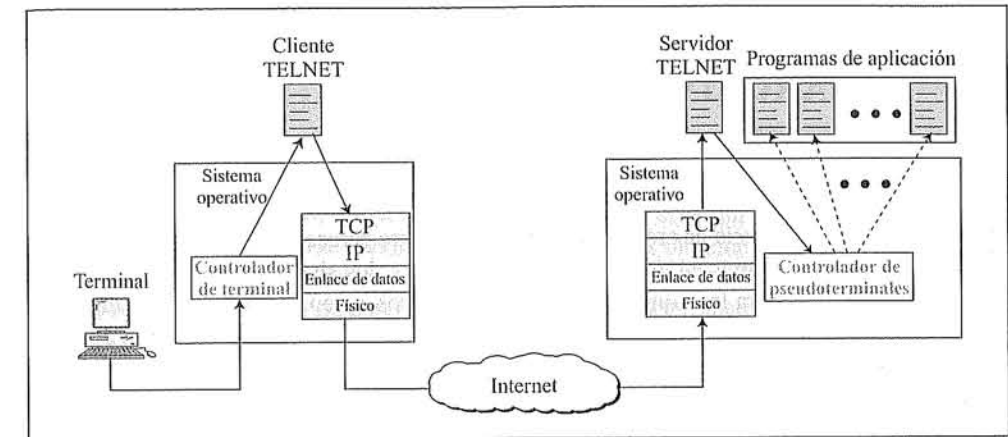 Cliente
TELNET
Servidor
TELNET
Programas de aplicación
Sistema
operativo
TCP
IP
Enlace de datos
Físico
Controlador
de terminal
Terminal
Sistema
operativo
TCP
IP
Enlace de datos
Físico
Controlador de
pseudoterminales
Internet